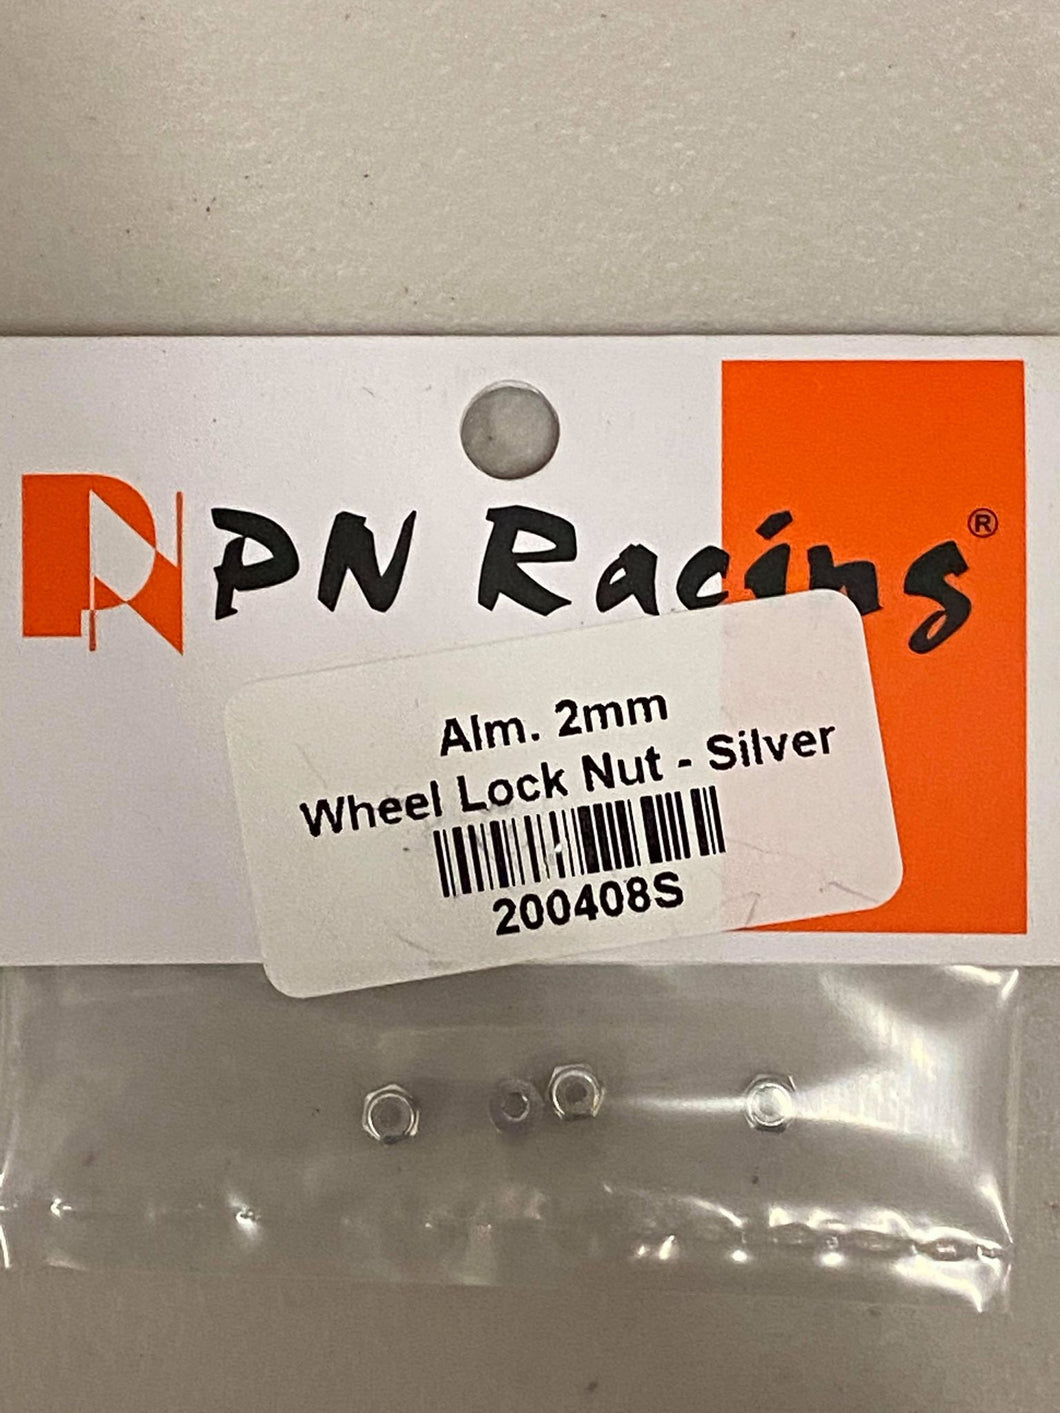 PN Racing®
Alm. 2mm
Wheel Lock Nut - Silver
200408S